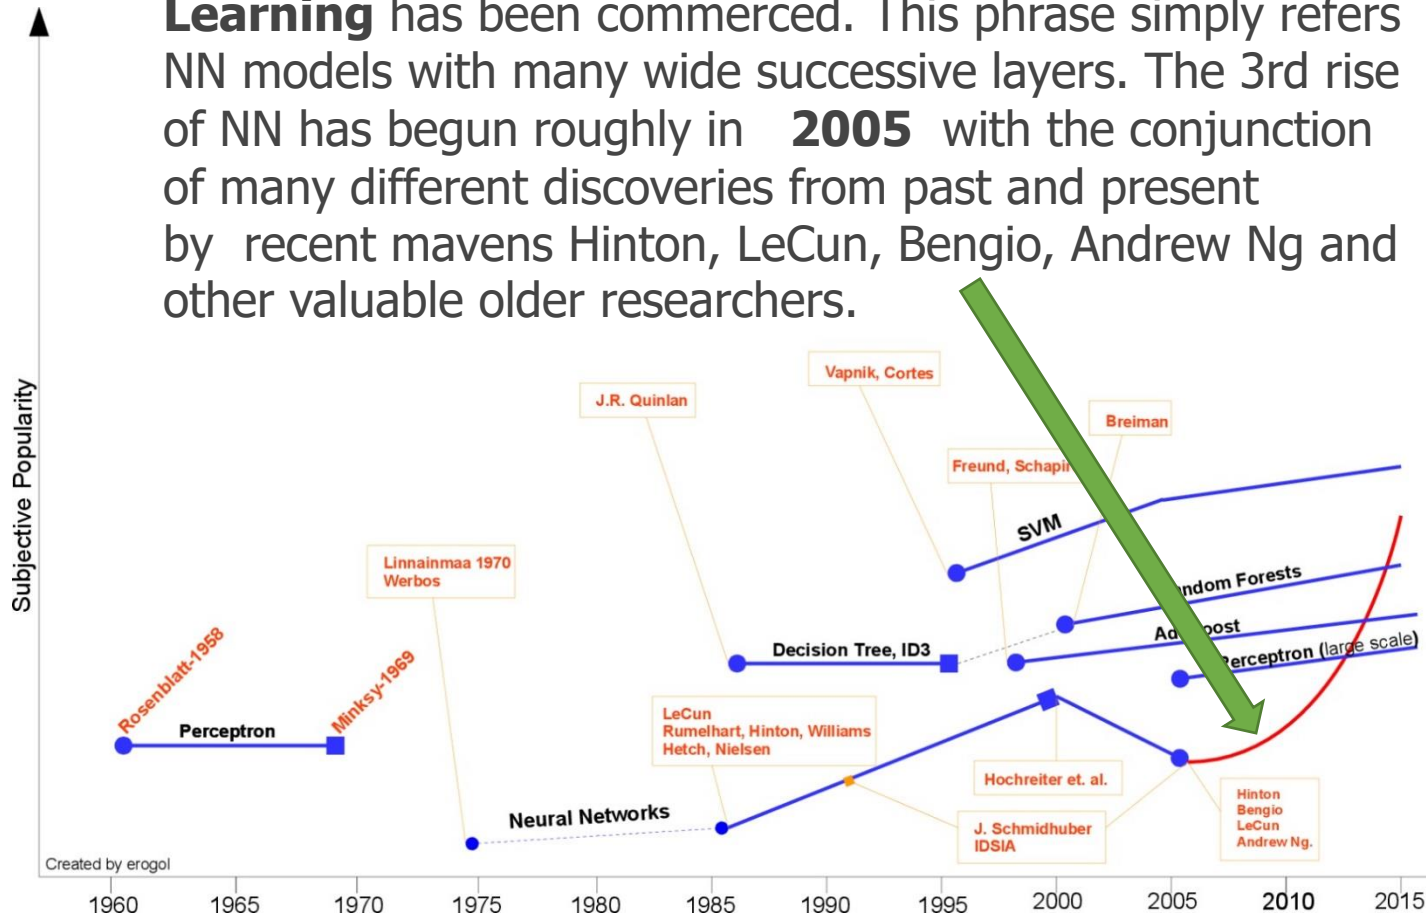 Learning has been commerced. This phrase simply refers
NN models with many wide successive layers. The 3rd rise
of NN has begun roughly in 2005 with the conjunction
of many different discoveries from past and present
by recent mavens Hinton, LeCun, Bengio, Andrew Ng and
other valuable older researchers.
Subjective Popularity
Vapnik, Cortes
J.R. Quinlan
Breiman
Freund, Schapir
SVM
Linnainmaa 1970
Werbos
ndom Forests
Rosenblatt-1958
Minksy-1969
Decision Tree, ID3
Ad oost
Perceptron (large scale)
Perceptron
LeCun
Rumelhart, Hinton, Williams
Hetch, Nielsen
Hochreiter et. al.
Neural Networks
J. Schmidhuber
IDSIA
Hinton
Bengio
LeCun
Andrew Ng.
Created by erogol
1960 1965 1970 1975 1980 1985 1990 1995 2000 2005 2010 2015